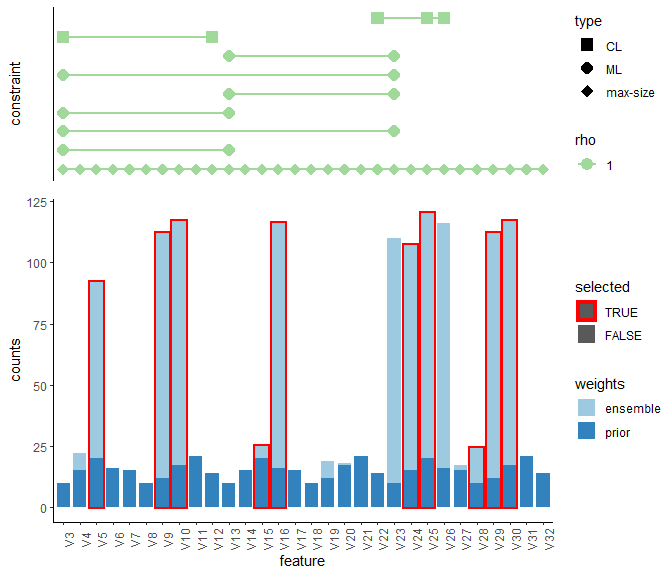 constraint
type
CL
ML
max-size
rho
1
125
100
75
50
25
0
counts
selected
TRUE
FALSE
weights
ensemble
prior
V3 V4 V5 V6 V7 V8 V9 V10 V11 V12 V13 V14 V15 V16 V17 V18 V19 V20 V21 V22 V23 V24 V25 V26 V27 V28 V29 V30 V31 V32
feature